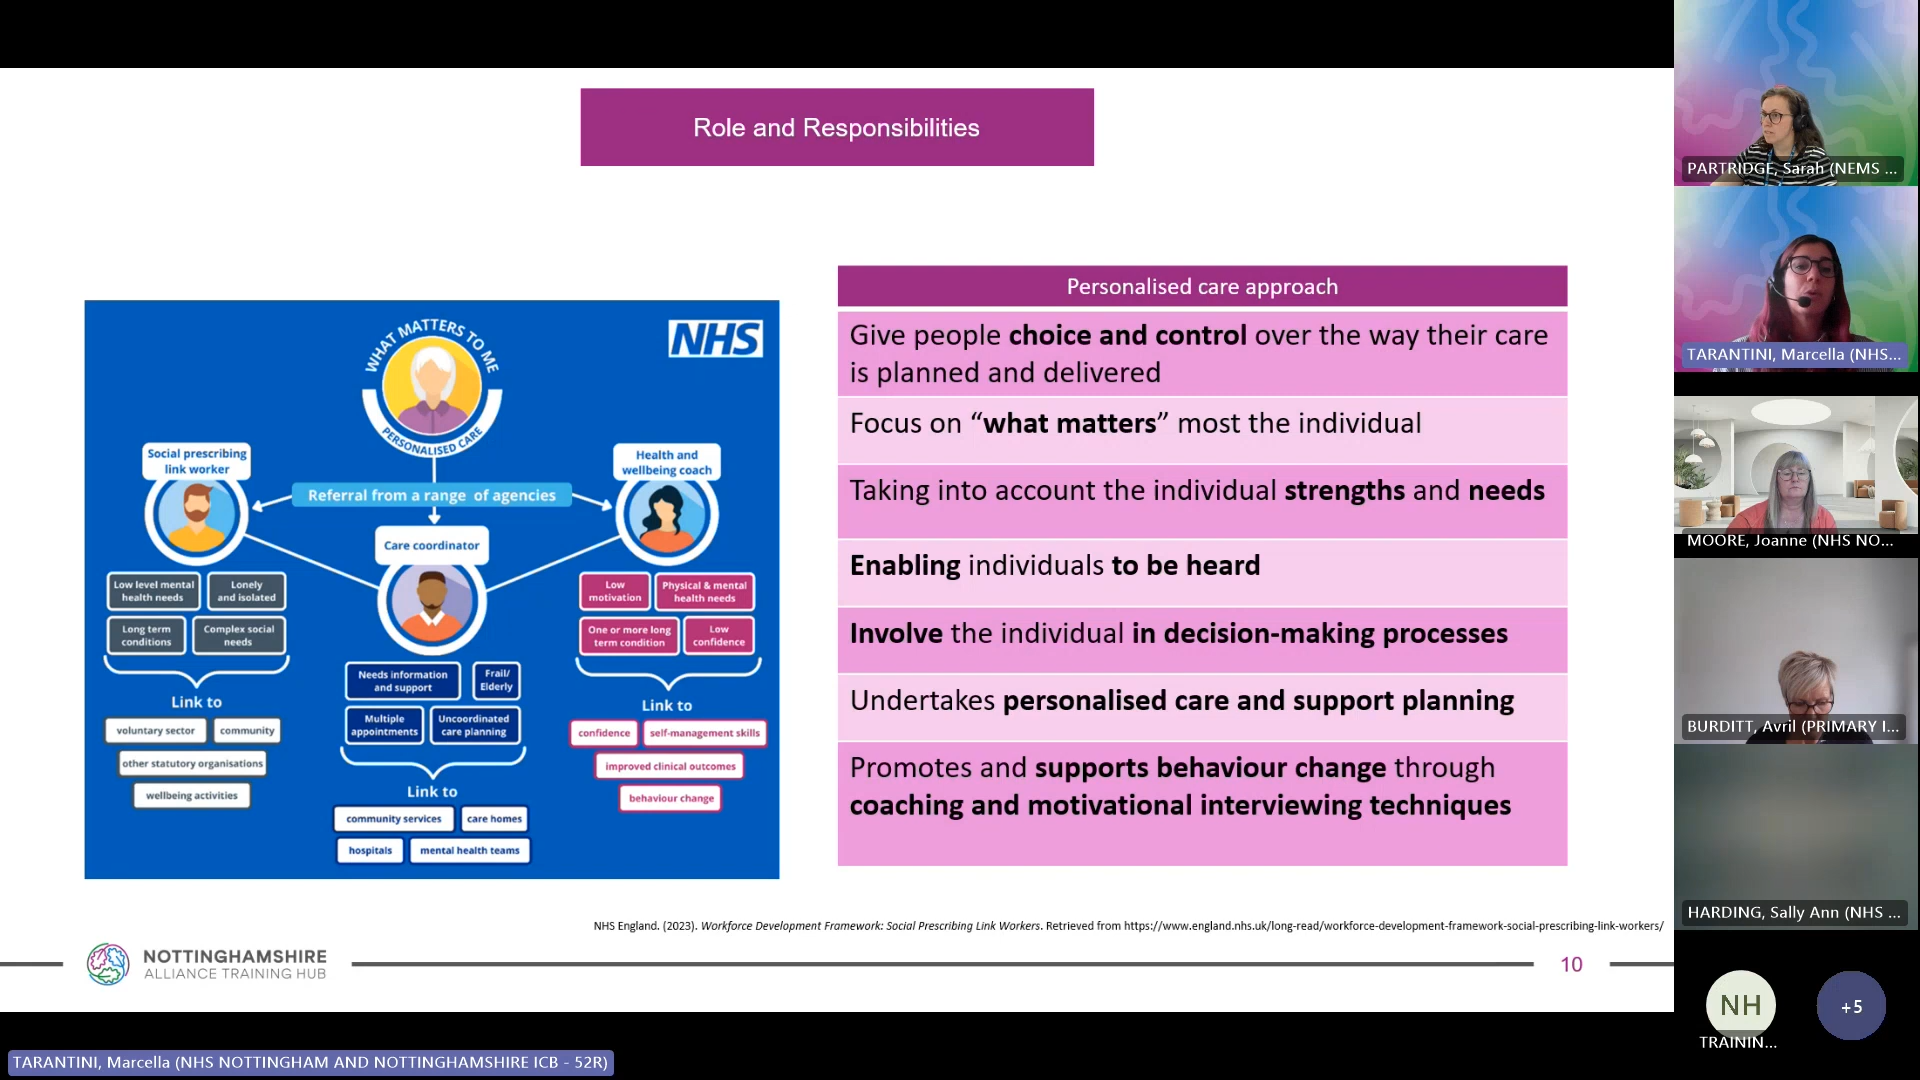 Role and Responsibilities
WHAT MATTERS TO ME
PERSONALISED CARE
NHS
Social prescribing
link worker
Health and
wellbeing coach
Referral from a range of agencies
Care coordinator
Low level mental
health needs
Lonely
and isolated
Long term
conditions
Complex social
needs
Link to
voluntary sector
community
other statutory organisations
wellbeing activities
Needs information
and support
Frail/
Elderly
Multiple
appointments
Uncoordinated
care planning
Link to
community services
care homes
hospitals
mental health teams
Low
motivation
Physical & mental
health needs
One or more long
term condition
Low
confidence
Link to
confidence
self-management skills
improved clinical outcomes
behaviour change
Personalised care approach
Give people choice and control over the way their care
is planned and delivered
Focus on “what matters” most the individual
Taking into account the individual strengths and needs
Enabling individuals to be heard
Involve the individual in decision-making processes
Undertakes personalised care and support planning
Promotes and supports behaviour change through
coaching and motivational interviewing techniques
NHS England. (2023). Workforce Development Framework: Social Prescribing Link Workers. Retrieved from https://www.england.nhs.uk/long-read/workforce-development-framework-social-prescribing-link-workers/
NOTTINGHAMSHIRE
ALLIANCE TRAINING HUB
10
TARANTINI, Marcella (NHS NOTTINGHAM AND NOTTINGHAMSHIRE ICB - 52R)
PARTRIDGE, Sarah (NEMS ...
TARANTINI, Marcella (NHS...
MOORE, Joanne (NHS NO...
BURDITT, Avril (PRIMARY I...
HARDING, Sally Ann (NHS ...
NH
TRAININ...
+5